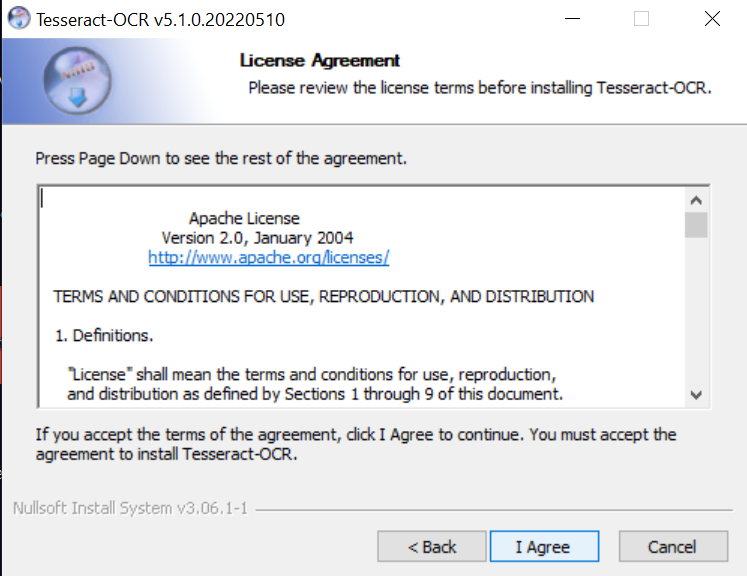 Tesseract-OCR v5.1.0.20220510
License Agreement
Please review the license terms before installing Tesseract-OCR.
Press Page Down to see the rest of the agreement.
Apache License
Version 2.0, January 2004
http://www.apache.org/licenses/
TERMS AND CONDITIONS FOR USE, REPRODUCTION, AND DISTRIBUTION
1. Definitions.
"License" shall mean the terms and conditions for use, reproduction,
and distribution as defined by Sections 1 through 9 of this document.
If you accept the terms of the agreement, click I Agree to continue. You must accept the
agreement to install Tesseract-OCR.
Nullsoft Install System v3.06.1-1
< Back I Agree Cancel